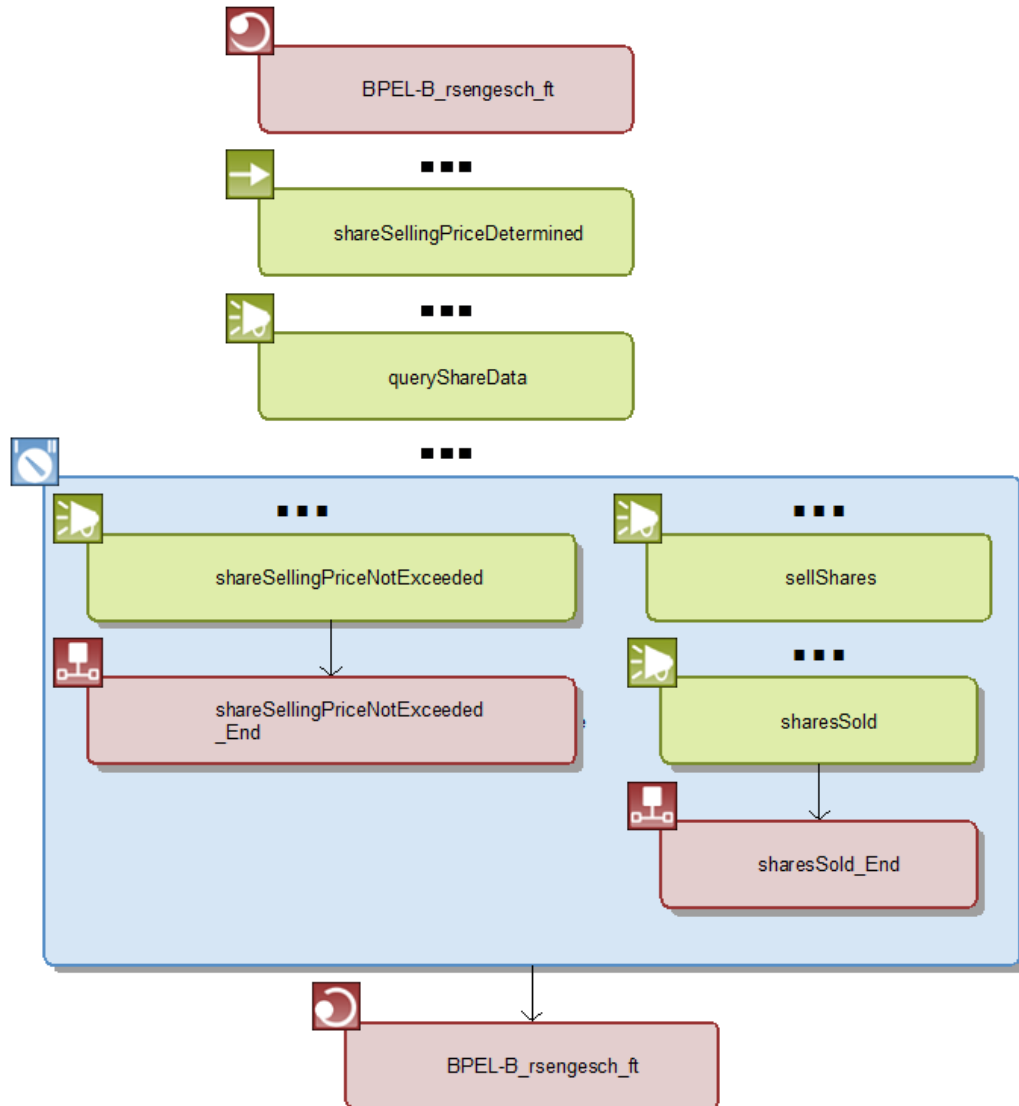 BPEL-B_rsengesch_ft
shareSellingPriceDetermined
queryShareData
shareSellingPriceNotExceeded
sellShares
shareSellingPriceNotExceeded
_End
sharesSold
sharesSold_End
BPEL-B_rsengesch_ft